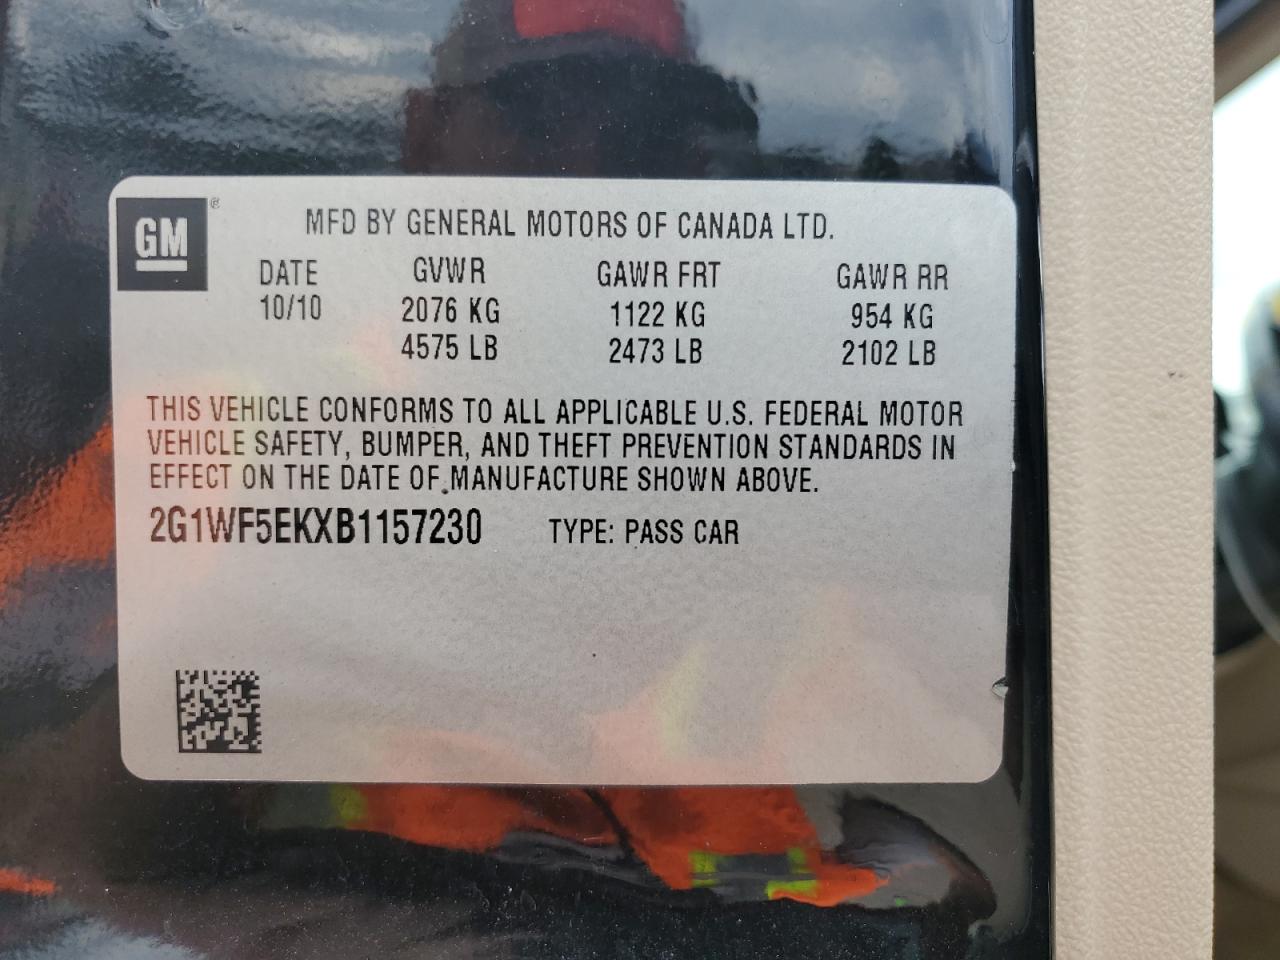 GM ®
MFD BY GENERAL MOTORS OF CANADA LTD.
DATE GVWR GAWR FRT GAWR RR
10/10 2076 KG 1122 KG 954 KG
4575 LB 2473 LB 2102 LB
THIS VEHICLE CONFORMS TO ALL APPLICABLE U.S. FEDERAL MOTOR
VEHICLE SAFETY, BUMPER, AND THEFT PREVENTION STANDARDS IN
EFFECT ON THE DATE OF MANUFACTURE SHOWN ABOVE.
2G1WF5EKXB1157230 TYPE: PASS CAR